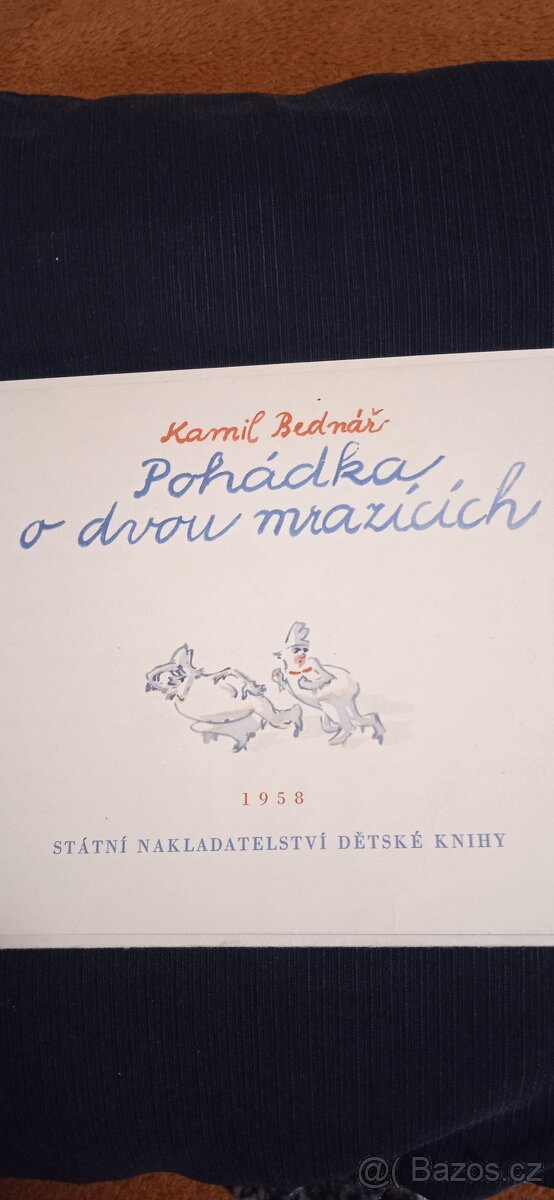 Kamil Bednář
Pohádka
o dvou mrazících
1958
STÁTNÍ NAKLADATELSTVÍ DĚTSKÉ KNIHY
@ Bazos.cz